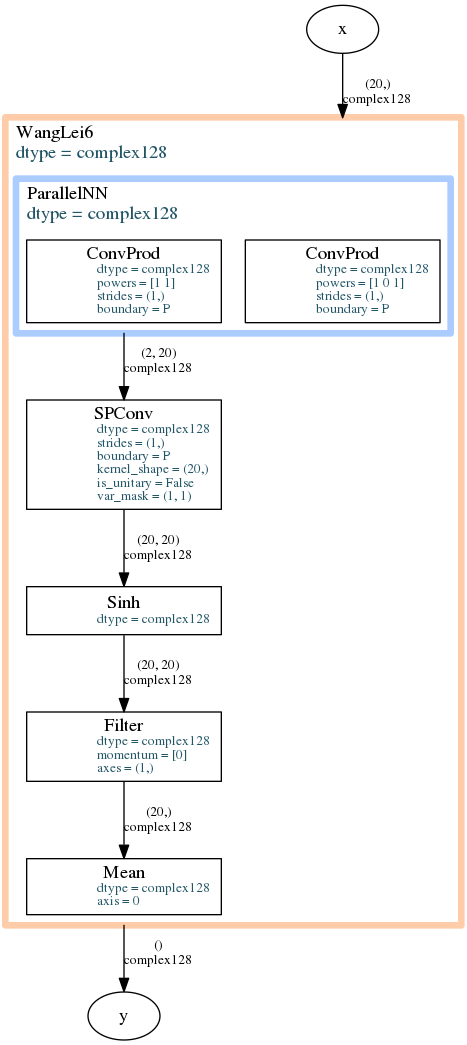 x
(20,)
complex128
WangLei6
dtype = complex128
ParallelNN
dtype = complex128
ConvProd
dtype = complex128
powers = [1 1]
strides = (1,)
boundary = P
ConvProd
dtype = complex128
powers = [1 0 1]
strides = (1,)
boundary = P
(2, 20)
complex128
SPConv
dtype = complex128
strides = (1,)
boundary = P
kernel_shape = (20,)
is_unitary = False
var_mask = (1, 1)
(20, 20)
complex128
Sinh
dtype = complex128
(20, 20)
complex128
Filter
dtype = complex128
momentum = [0]
axes = (1,)
(20,)
complex128
Mean
dtype = complex128
axis = 0
()
complex128
y